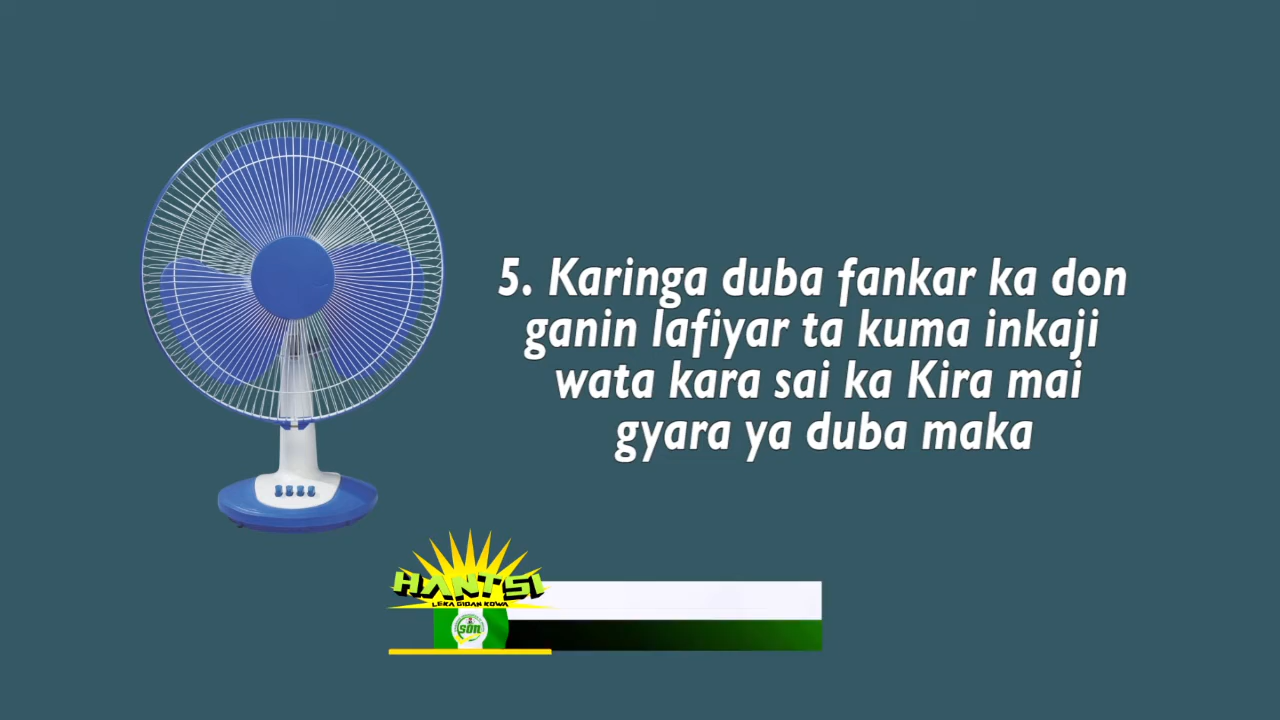 5. Karinga duba fankar ka don
ganin lafiyar ta kuma inkaji
wata kara sai ka Kira mai
gyara ya duba maka
HANTSI
LEKA GIDAN KOWA
SON